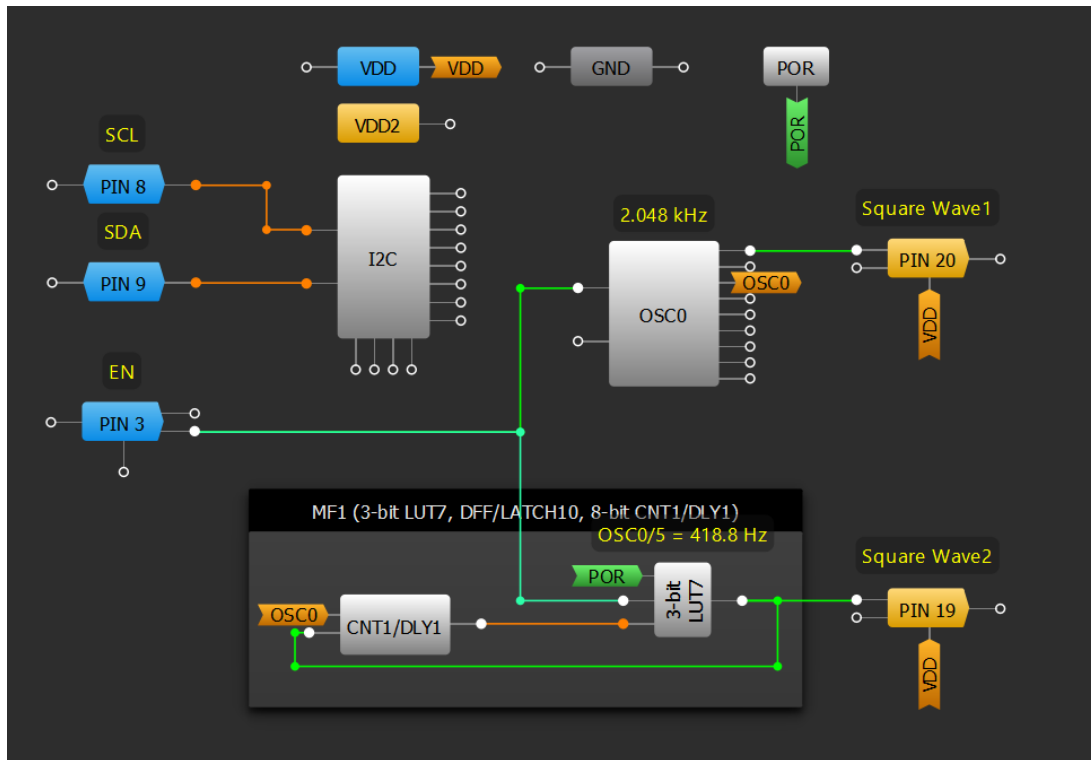 VDD
VDD
GND
POR
POR
VDD2
SCL
PIN 8
I2C
SDA
PIN 9
2.048 kHz
OSC0
OSC0
Square Wave1
PIN 20
VDD
EN
PIN 3
MF1 (3-bit LUT7, DFF/LATCH10, 8-bit CNT1/DLY1)
OSC0/5 = 418.8 Hz
POR
3-bit
LUT7
OSC0
CNT1/DLY1
Square Wave2
PIN 19
VDD